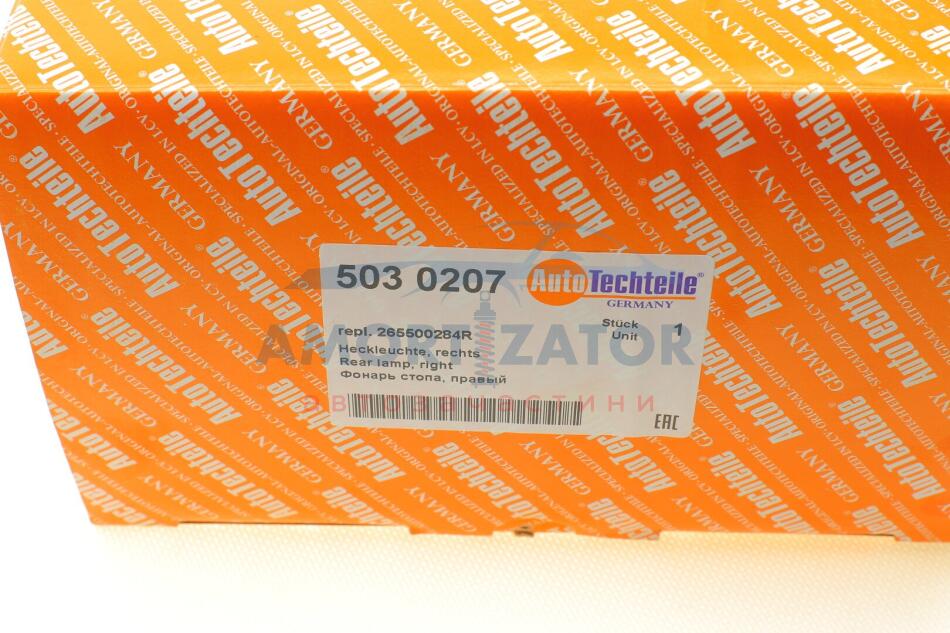 503 0207
AutoTechteile®
GERMANY
repl. 265500284R
Stück
Unit 1
Heckleuchte, rechts
Rear lamp, right
Фонарь стопа, правый
EAC
AMORTIZATOR
автозапчастини
AutoTechteile®
GERMANY
SPECIALIZED IN LCV · ORIGINAL-AUTOTECHTEILE